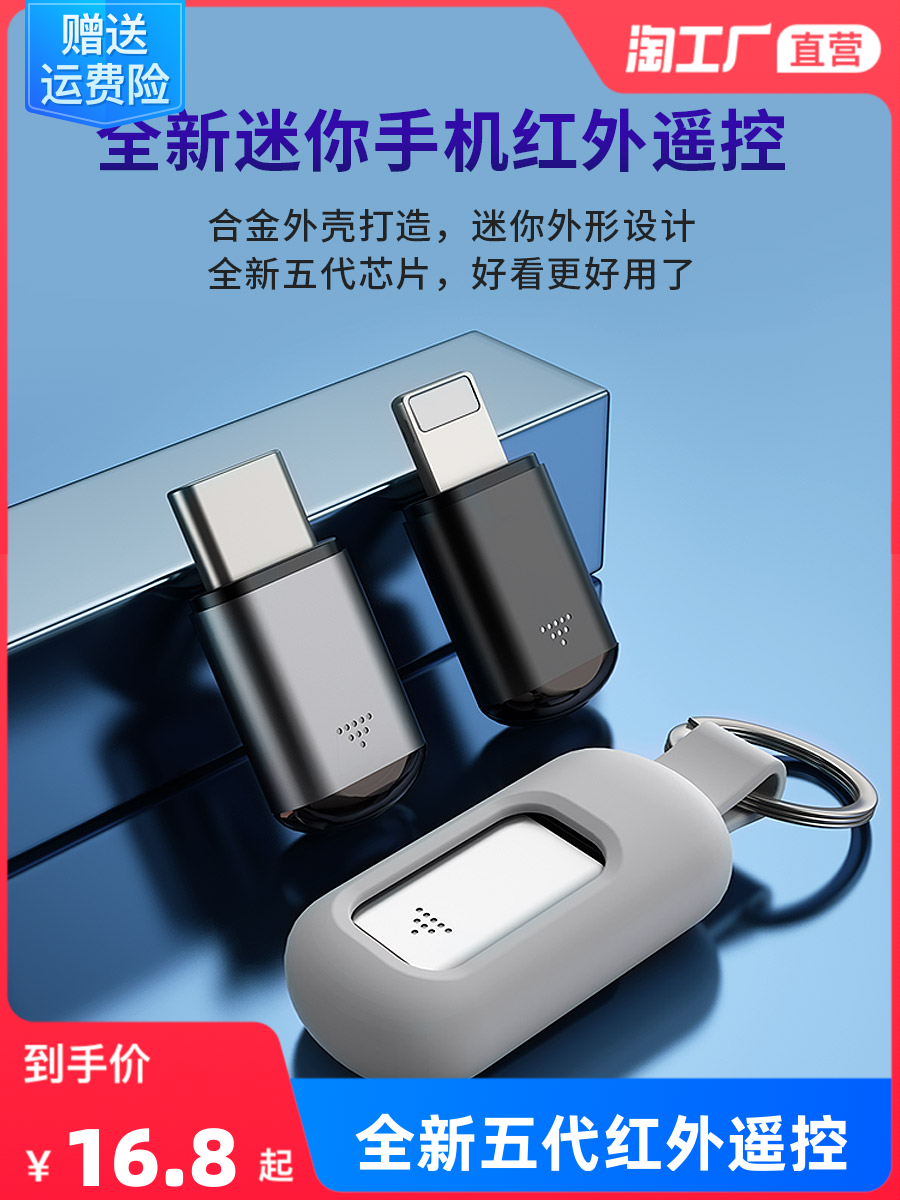 赠送
运费险
淘工厂 直营
全新迷你手机红外遥控
合金外壳打造，迷你外形设计
全新五代芯片，好看更好用了
到手价
¥ 16.8 起
全新五代红外遥控